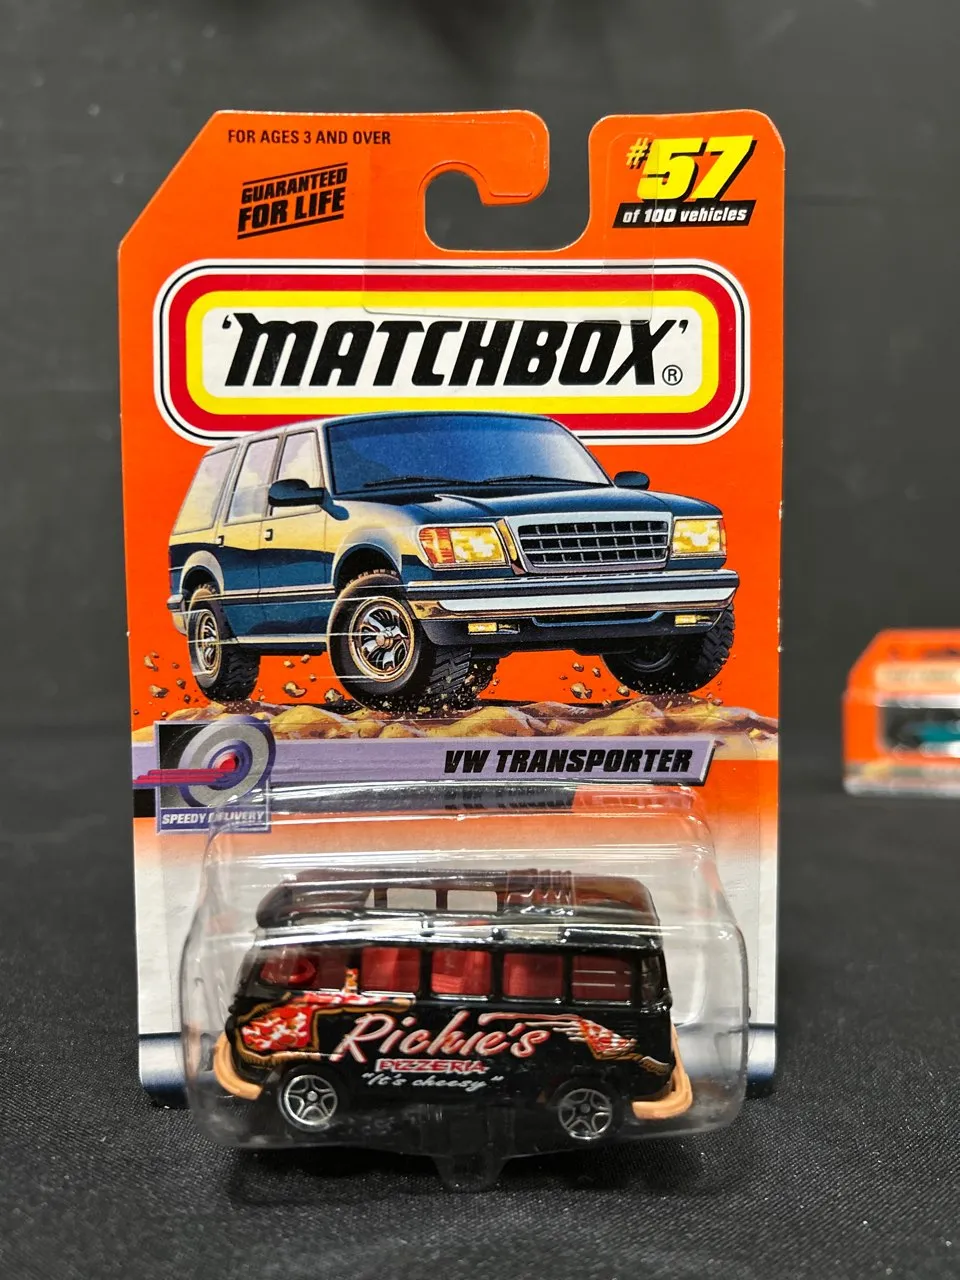 FOR AGES 3 AND OVER
GUARANTEED
FOR LIFE
#57
of 100 vehicles
'MATCHBOX'®
VW TRANSPORTER
SPEEDY DELIVERY
Richie's
PIZZERIA
"It's cheesy"